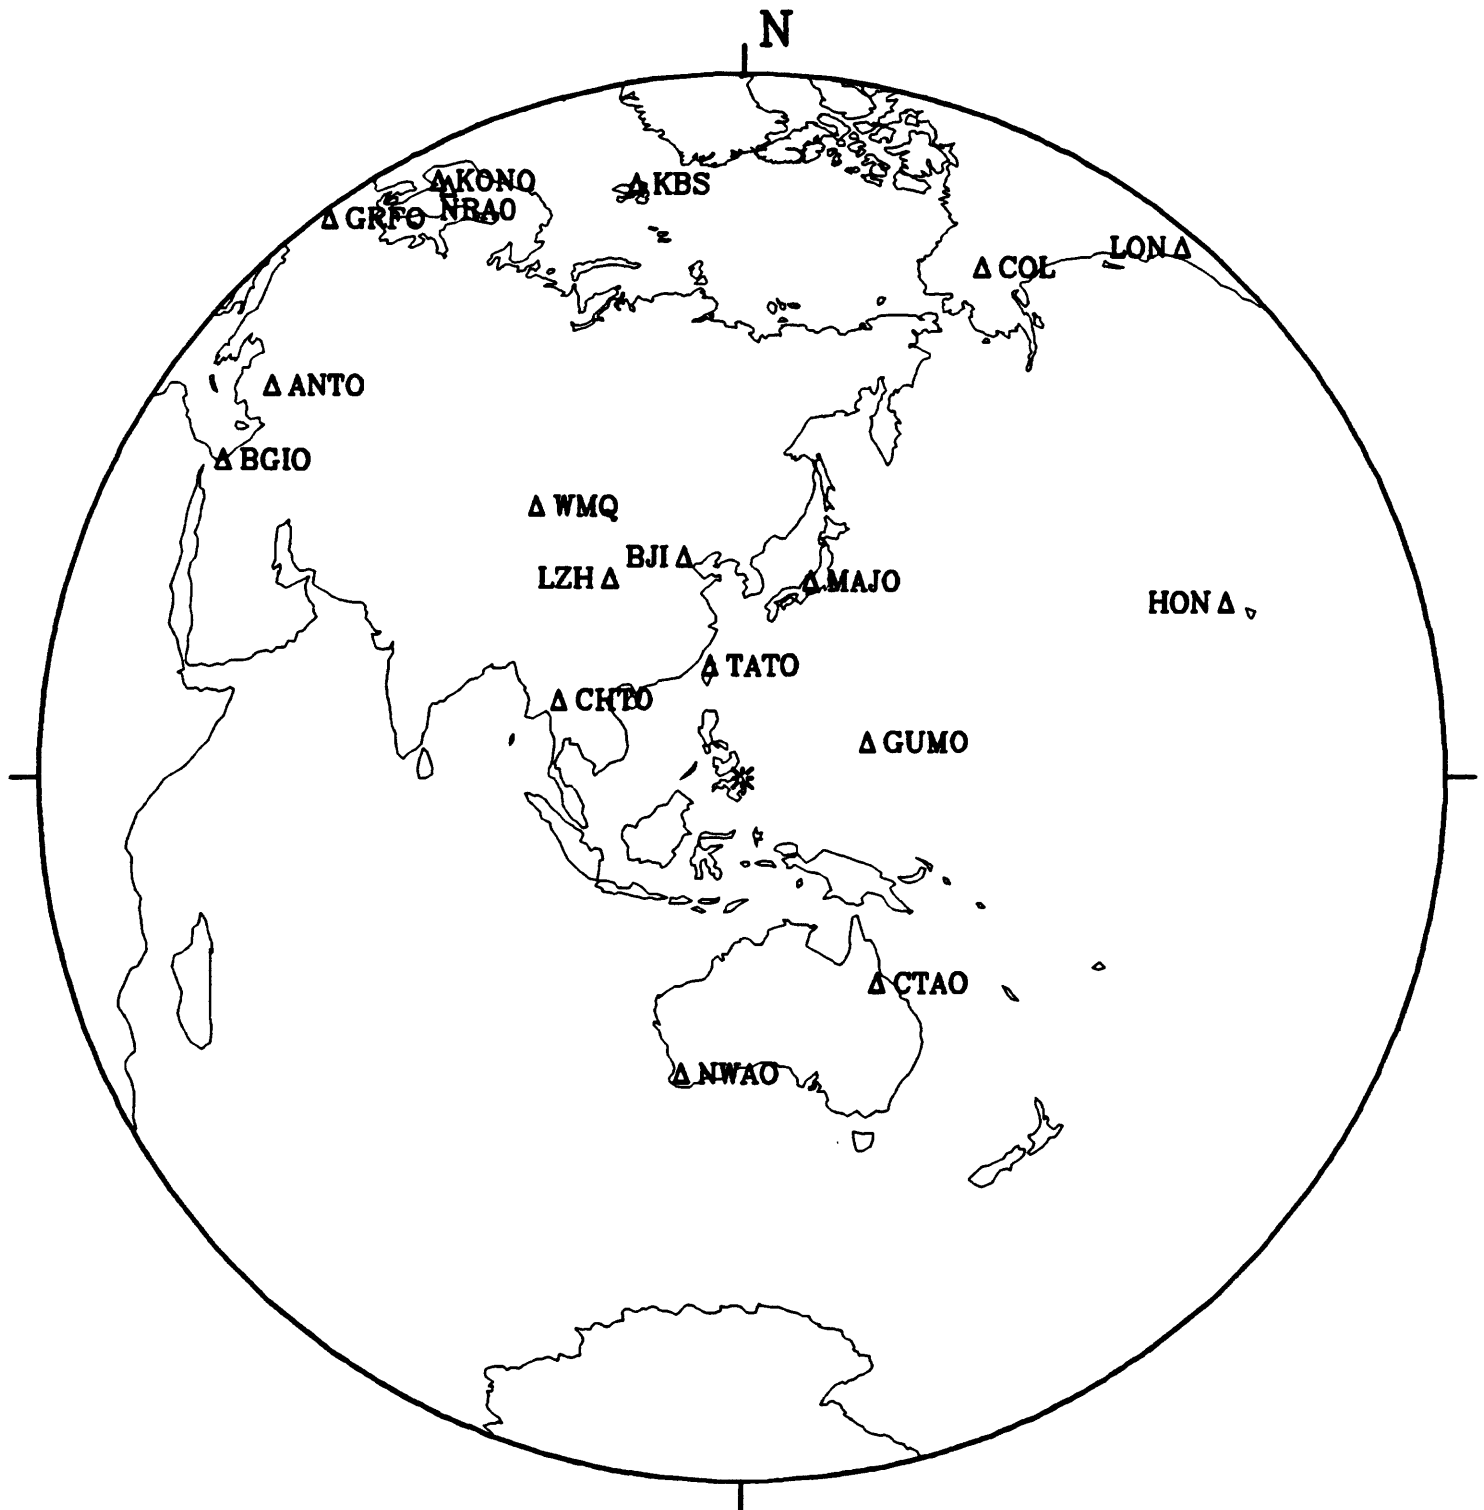 N
KONO
KBS
NRAO
GRFO
LON
COL
ANTO
BGIO
WMQ
BJI
LZH
MAJO
HON
TATO
CHTO
GUMO
CTAO
NWAO